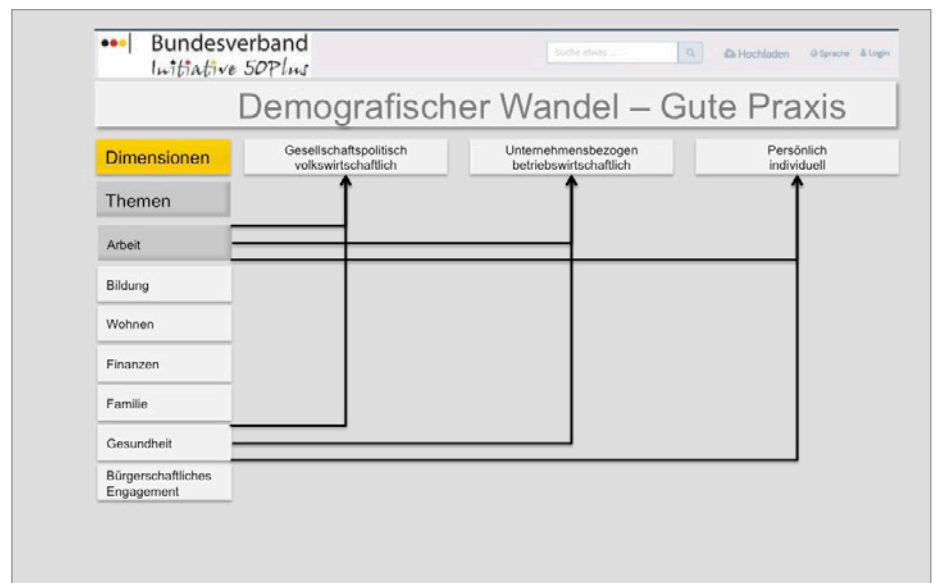 Bundesverband
Initiative 50Plus
Suche etwas ...
Hochladen
Sprache
Login
Demografischer Wandel – Gute Praxis
Dimensionen
Gesellschaftspolitisch
volkswirtschaftlich
Unternehmensbezogen
betriebswirtschaftlich
Persönlich
individuell
Themen
Arbeit
Bildung
Wohnen
Finanzen
Familie
Gesundheit
Bürgerschaftliches
Engagement